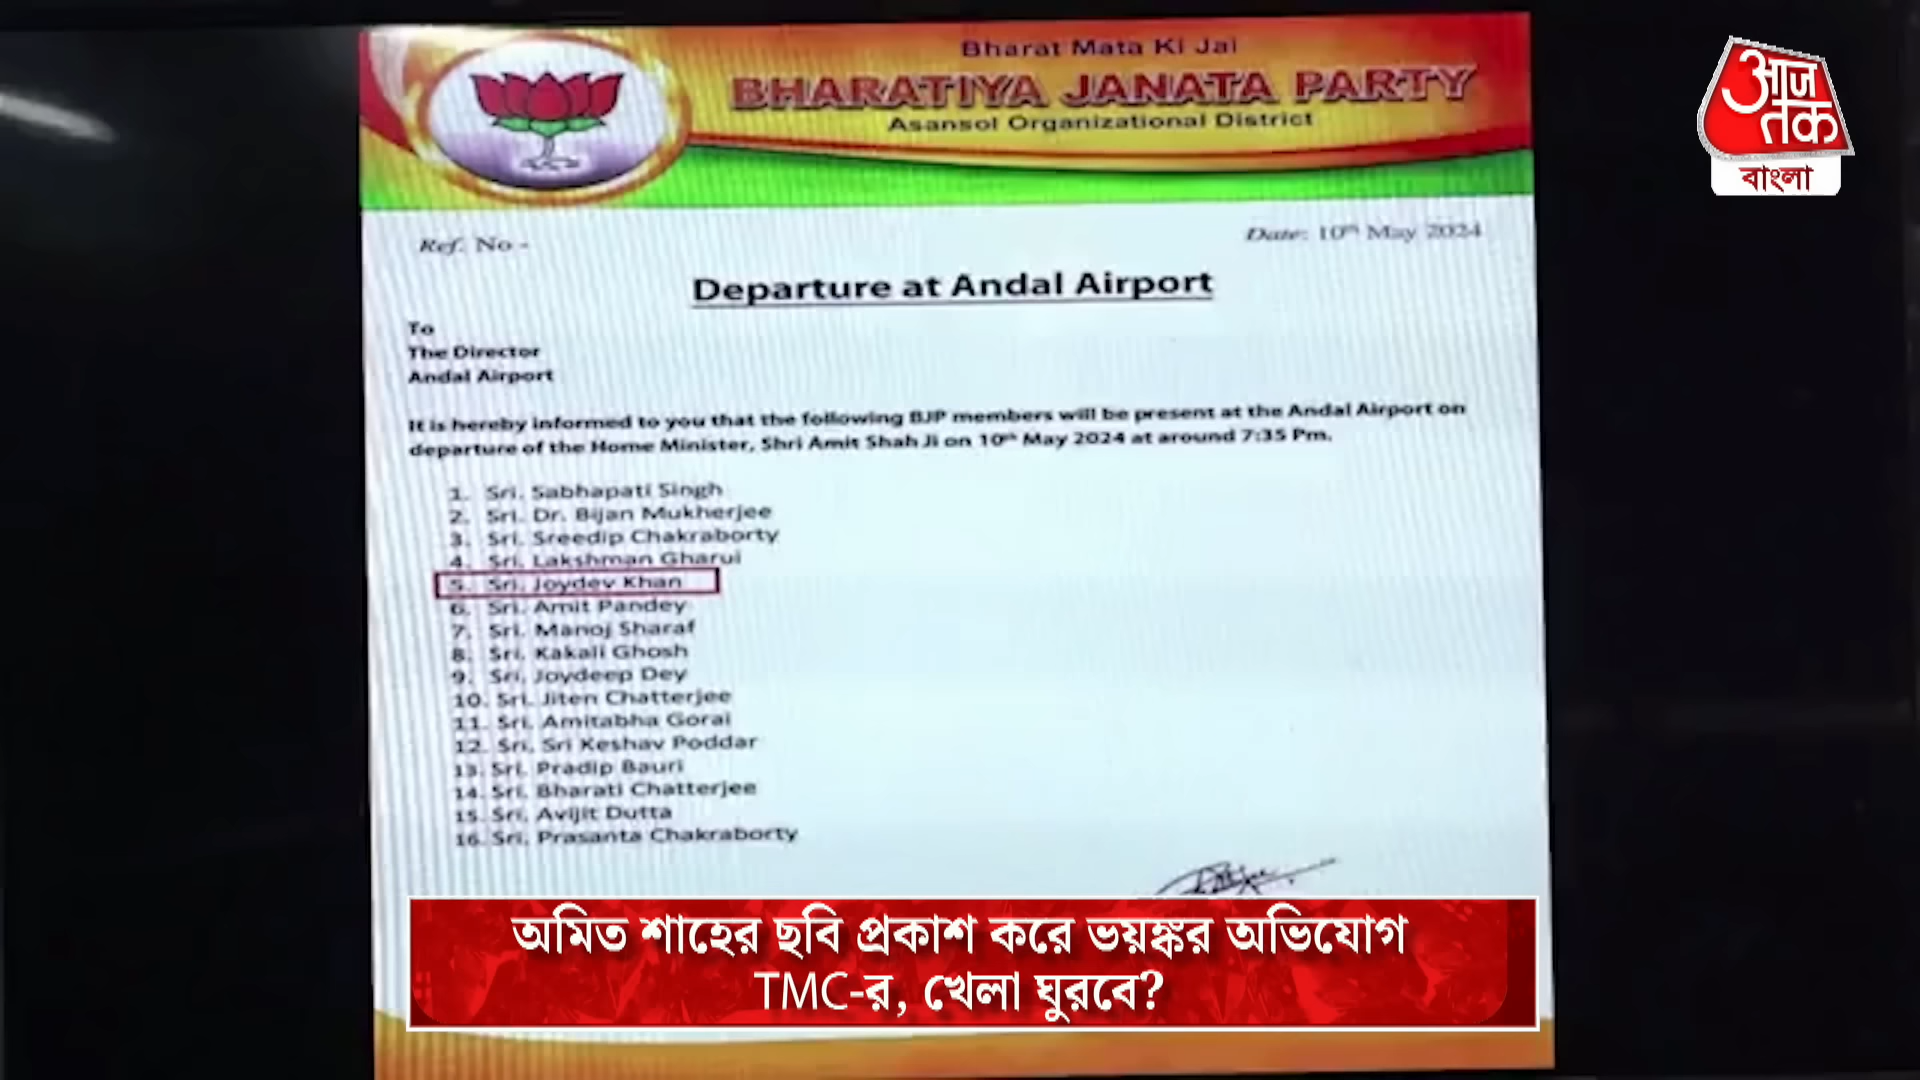 Bharat Mata Ki Jai
BHARATIYA JANATA PARTY
Asansol Organizational District
आज
तक
বাংলা
Ref. No -
Date: 10th May 2024
Departure at Andal Airport
To
The Director
Andal Airport
It is hereby informed to you that the following BJP members will be present at the Andal Airport on
departure of the Home Minister, Shri Amit Shah Ji on 10th May 2024 at around 7:35 Pm.
1. Sri. Sabhapati Singh
2. Sri. Dr. Bijan Mukherjee
3. Sri. Sreedip Chakraborty
4. Sri. Lakshman Gharui
5. Sri. Joydev Khan
6. Sri. Amit Pandey
7. Sri. Manoj Sharaf
8. Sri. Kakali Ghosh
9. Sri. Joydeep Dey
10. Sri. Jiten Chatterjee
11. Sri. Amitabha Gorai
12. Sri. Sri Keshav Poddar
13. Sri. Pradip Bauri
14. Sri. Bharati Chatterjee
15. Sri. Avijit Dutta
16. Sri. Prasanta Chakraborty
অমিত শাহের ছবি প্রকাশ করে ভয়ঙ্কর অভিযোগ
TMC-র, খেলা ঘুরবে?